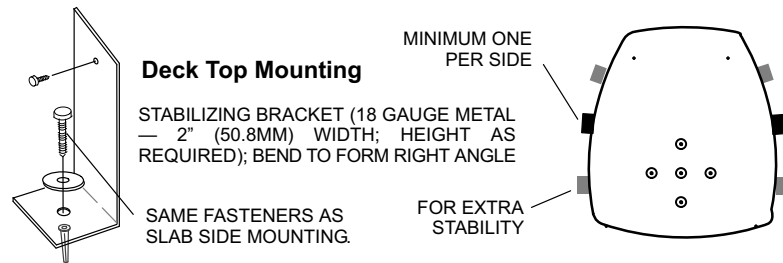 Deck Top Mounting
STABILIZING BRACKET (18 GAUGE METAL
— 2” (50.8MM) WIDTH; HEIGHT AS
REQUIRED); BEND TO FORM RIGHT ANGLE
SAME FASTENERS AS
SLAB SIDE MOUNTING.
MINIMUM ONE
PER SIDE
FOR EXTRA
STABILITY